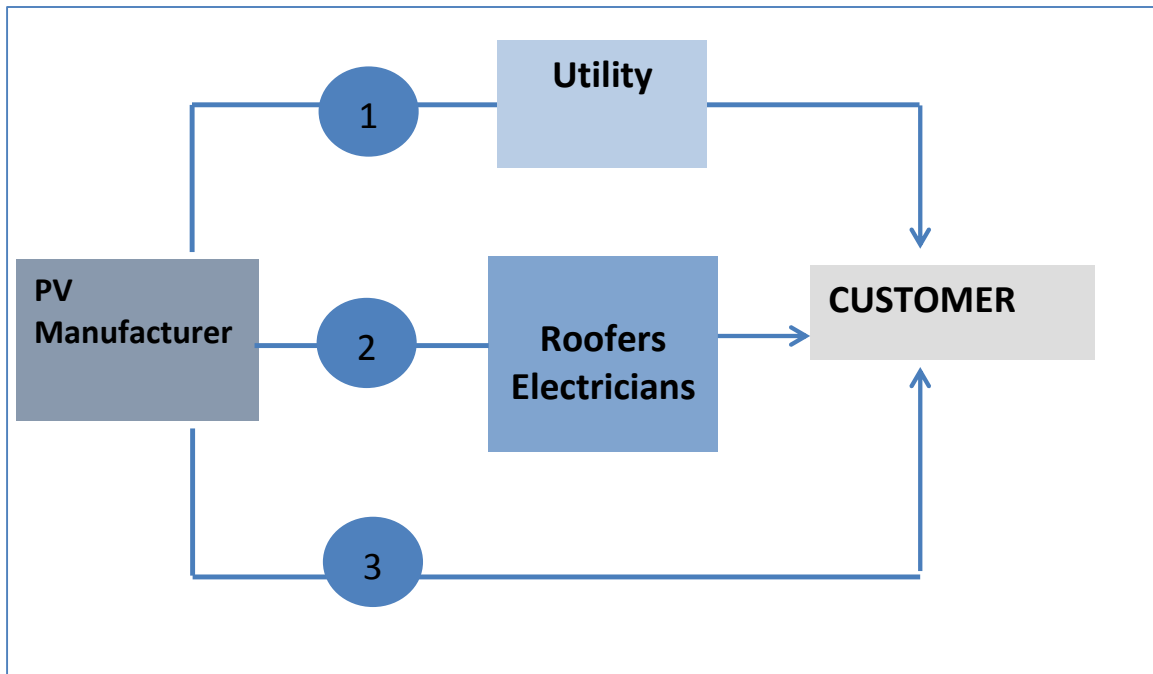 Utility
1
PV
Manufacturer
2
Roofers
Electricians
CUSTOMER
3